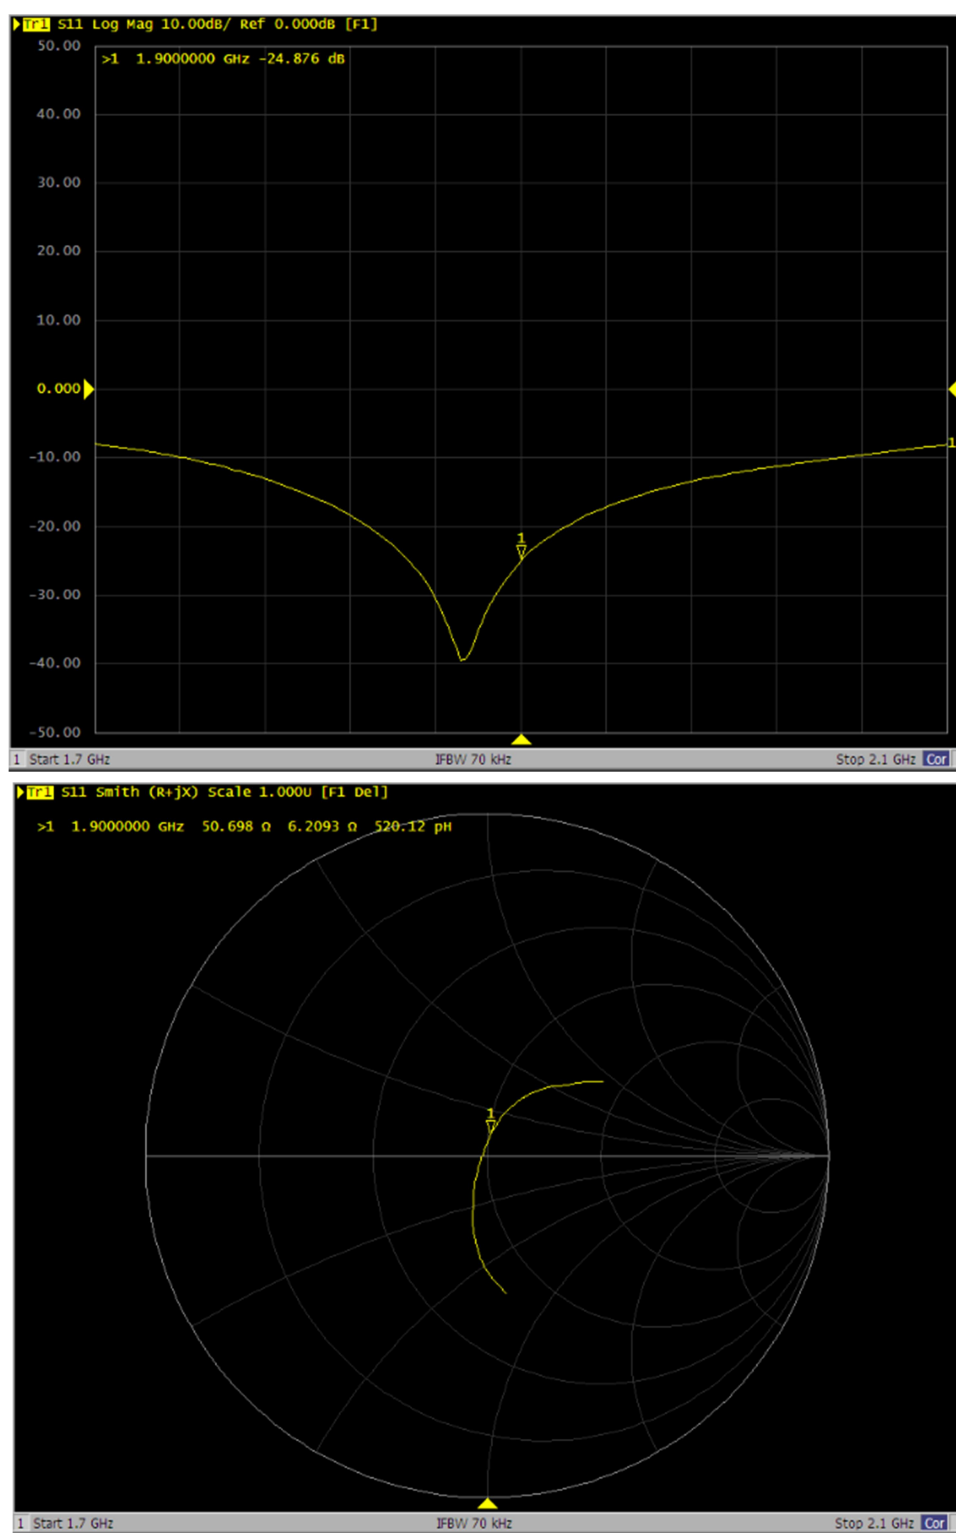 Tr1 S11 Log Mag 10.00dB/ Ref 0.000dB [F1]
50.00
>1 1.9000000 GHz -24.876 dB
40.00
30.00
20.00
10.00
0.000
-10.00
1
-20.00
1
-30.00
-40.00
-50.00
1 Start 1.7 GHz IFBW 70 kHz Stop 2.1 GHz Cor
Tr1 S11 Smith (R+jX) Scale 1.000U [F1 Del]
>1 1.9000000 GHz 50.698 Ω 6.2093 Ω 520.12 pH
1
1 Start 1.7 GHz IFBW 70 kHz Stop 2.1 GHz Cor